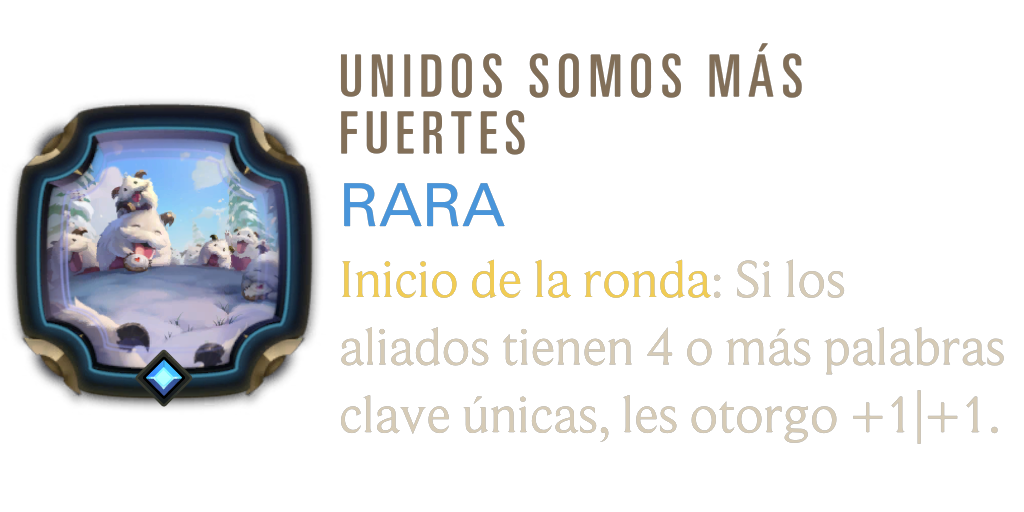 UNIDOS SOMOS MÁS
FUERTES
RARA
Inicio de la ronda: Si los
aliados tienen 4 o más palabras
clave únicas, les otorgo +1|+1.